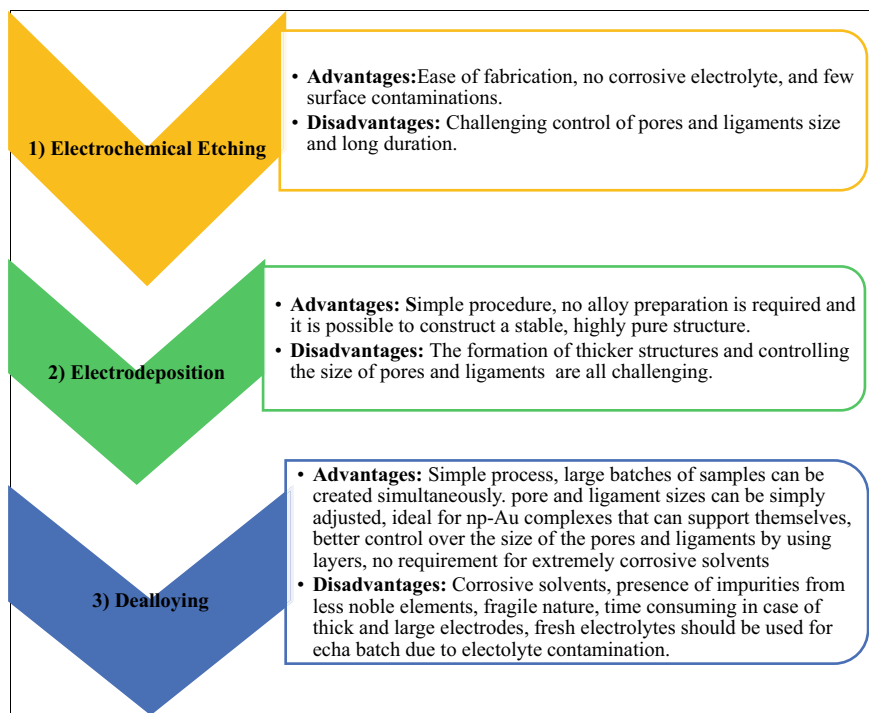 1) Electrochemical Etching
• Advantages:Ease of fabrication, no corrosive electrolyte, and few
surface contaminations.
• Disadvantages: Challenging control of pores and ligaments size
and long duration.
2) Electrodeposition
• Advantages: Simple procedure, no alloy preparation is required and
it is possible to construct a stable, highly pure structure.
• Disadvantages: The formation of thicker structures and controlling
the size of pores and ligaments are all challenging.
3) Dealloying
• Advantages: Simple process, large batches of samples can be
created simultaneously. pore and ligament sizes can be simply
adjusted, ideal for np-Au complexes that can support themselves,
better control over the size of the pores and ligaments by using
layers, no requirement for extremely corrosive solvents
• Disadvantages: Corrosive solvents, presence of impurities from
less noble elements, fragile nature, time consuming in case of
thick and large electrodes, fresh electrolytes should be used for
echa batch due to electolyte contamination.